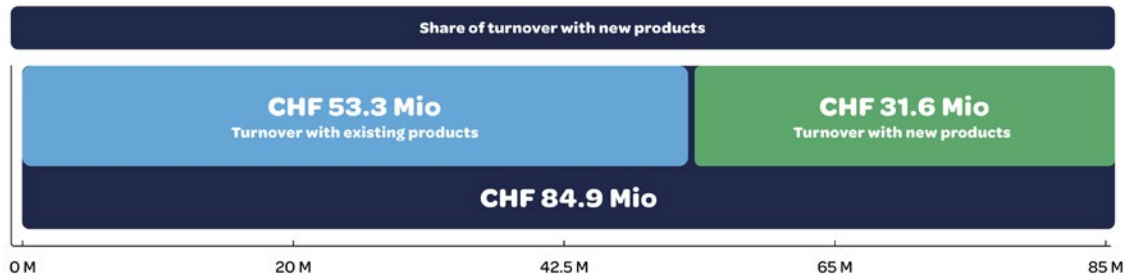 Share of turnover with new products
CHF 53.3 Mio
Turnover with existing products
CHF 31.6 Mio
Turnover with new products
CHF 84.9 Mio
0 M
20 M
42.5 M
65 M
85 M